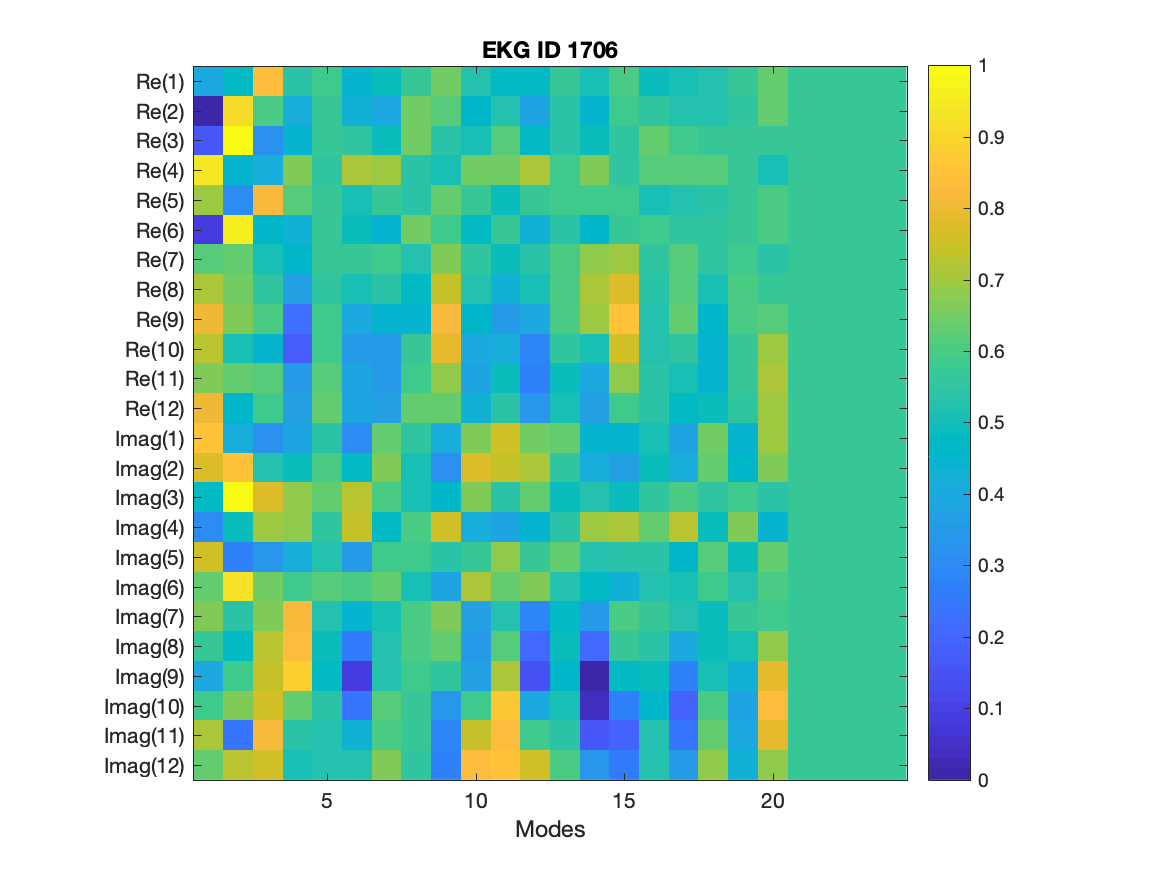 EKG ID 1706
Re(1)
Re(2)
Re(3)
Re(4)
Re(5)
Re(6)
Re(7)
Re(8)
Re(9)
Re(10)
Re(11)
Re(12)
Imag(1)
Imag(2)
Imag(3)
Imag(4)
Imag(5)
Imag(6)
Imag(7)
Imag(8)
Imag(9)
Imag(10)
Imag(11)
Imag(12)
5 10 15 20
Modes
1
0.9
0.8
0.7
0.6
0.5
0.4
0.3
0.2
0.1
0